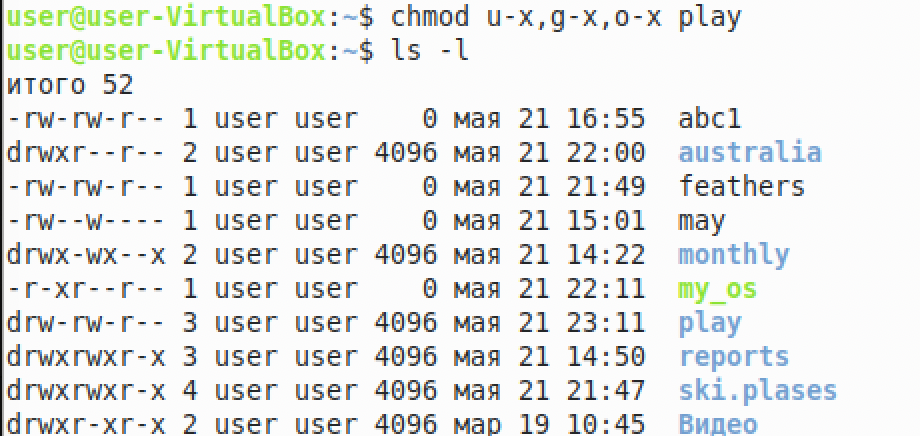 user@user-VirtualBox:~$ chmod u-x,g-x,o-x play
user@user-VirtualBox:~$ ls -l
итого 52
-rw-rw-r-- 1 user user    0 мая 21 16:55  abc1
drwxr--r-- 2 user user 4096 мая 21 22:00  australia
-rw-rw-r-- 1 user user    0 мая 21 21:49  feathers
-rw--w---- 1 user user    0 мая 21 15:01  may
drwx-wx--x 2 user user 4096 мая 21 14:22  monthly
-r-xr--r-- 1 user user    0 мая 21 22:11  my_os
drw-rw-r-- 3 user user 4096 мая 21 23:11  play
drwxrwxr-x 3 user user 4096 мая 21 14:50  reports
drwxrwxr-x 4 user user 4096 мая 21 21:47  ski.plases
drwxr-xr-x 2 user user 4096 мар 19 10:45  Видео